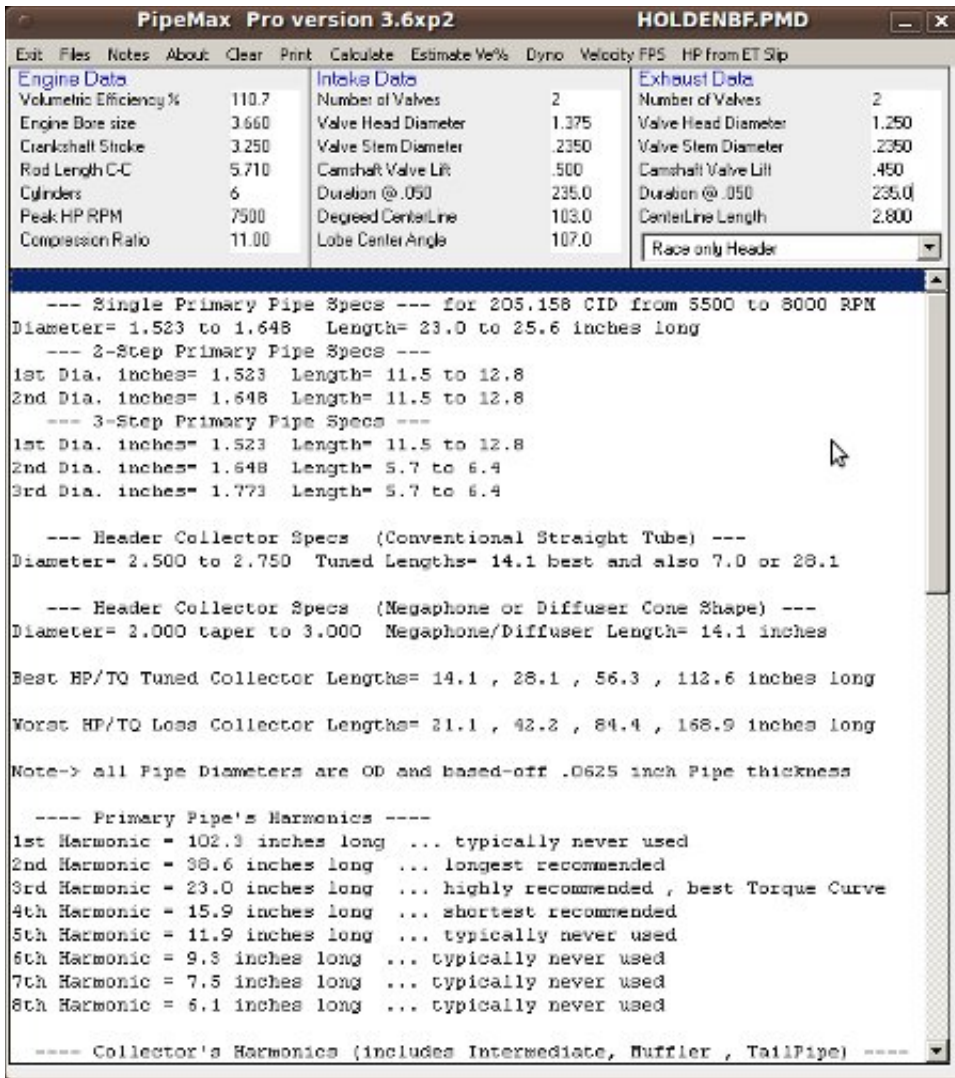 PipeMax Pro version 3.6xp2 HOLDENBF.PMD
Exit Files Notes About Clear Print Calculate Estimate Ve% Dyno Velocity FPS HP from ET Slip
Engine Data
Volumetric Efficiency % 110.7
Engine Bore size 3.660
Crankshaft Stroke 3.250
Rod Length C-C 5.710
Cylinders 6
Peak HP RPM 7500
Compression Ratio 11.00
Intake Data
Number of Valves 2
Valve Head Diameter 1.375
Valve Stem Diameter .2350
Camshaft Valve Lift .500
Duration @ .050 235.0
Degreed CenterLine 103.0
Lobe Center Angle 107.0
Exhaust Data
Number of Valves 2
Valve Head Diameter 1.250
Valve Stem Diameter .2350
Camshaft Valve Lift .450
Duration @ .050 235.0
CenterLine Length 2.800
Race only Header
--- Single Primary Pipe Specs --- for 205.158 CID from 5500 to 8000 RPM
Diameter= 1.523 to 1.648 Length= 23.0 to 25.6 inches long
--- 2-Step Primary Pipe Specs ---
1st Dia. inches= 1.523 Length= 11.5 to 12.8
2nd Dia. inches= 1.648 Length= 11.5 to 12.8
--- 3-Step Primary Pipe Specs ---
1st Dia. inches= 1.523 Length= 11.5 to 12.8
2nd Dia. inches= 1.648 Length= 5.7 to 6.4
3rd Dia. inches= 1.773 Length= 5.7 to 6.4
--- Header Collector Specs (Conventional Straight Tube) ---
Diameter= 2.500 to 2.750 Tuned Lengths= 14.1 best and also 7.0 or 28.1
--- Header Collector Specs (Megaphone or Diffuser Cone Shape) ---
Diameter= 2.000 taper to 3.000 Megaphone/Diffuser Length= 14.1 inches
Best HP/TQ Tuned Collector Lengths= 14.1 , 28.1 , 56.3 , 112.6 inches long
Worst HP/TQ Loss Collector Lengths= 21.1 , 42.2 , 84.4 , 168.9 inches long
Note-> all Pipe Diameters are OD and based-off .0625 inch Pipe thickness
---- Primary Pipe's Harmonics ----
1st Harmonic = 102.3 inches long ... typically never used
2nd Harmonic = 38.6 inches long ... longest recommended
3rd Harmonic = 23.0 inches long ... highly recommended , best Torque Curve
4th Harmonic = 15.9 inches long ... shortest recommended
5th Harmonic = 11.9 inches long ... typically never used
6th Harmonic = 9.3 inches long ... typically never used
7th Harmonic = 7.5 inches long ... typically never used
8th Harmonic = 6.1 inches long ... typically never used
---- Collector's Harmonics (includes Intermediate, Muffler , TailPipe) ----